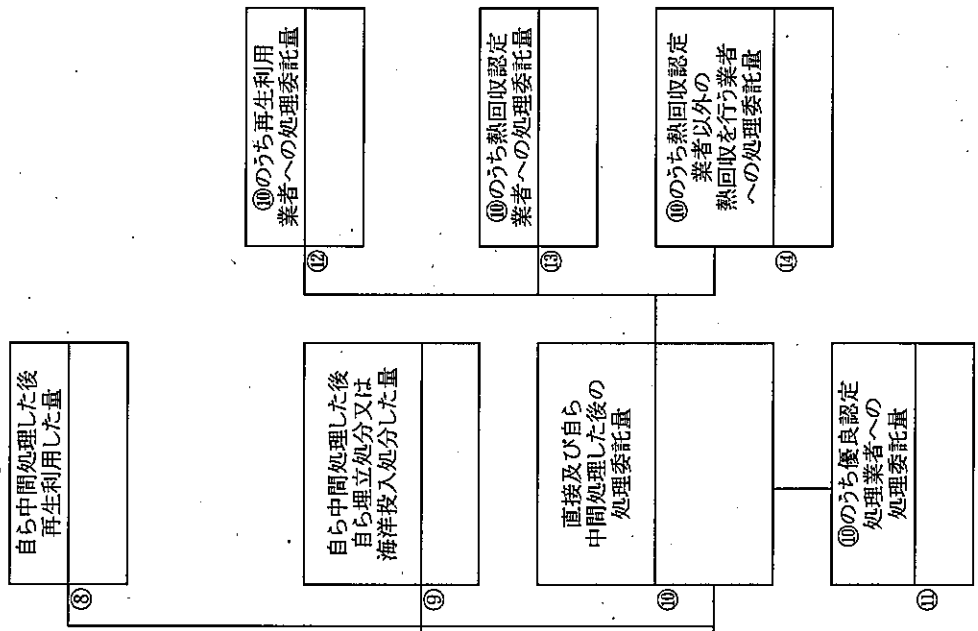 ⑧
自ら中間処理した後
再生利用した量
⑨
自ら中間処理した後
自ら埋立処分又は
海洋投入処分した量
⑩
直接及び自ら
中間処理した後の
処理委託量
⑪
⑩のうち優良認定
処理業者への
処理委託量
⑫
⑩のうち再生利用
業者への処理委託量
⑬
⑩のうち熱回収認定
業者への処理委託量
⑭
⑩のうち熱回収認定
業者以外の
熱回収を行う業者
への処理委託量